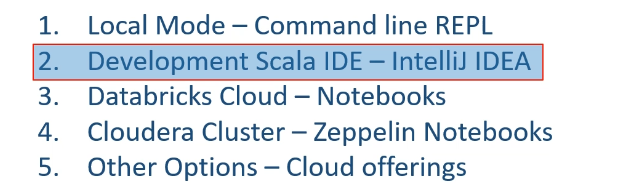 1. Local Mode – Command line REPL
2. Development Scala IDE – IntelliJ IDEA
3. Databricks Cloud – Notebooks
4. Cloudera Cluster – Zeppelin Notebooks
5. Other Options – Cloud offerings